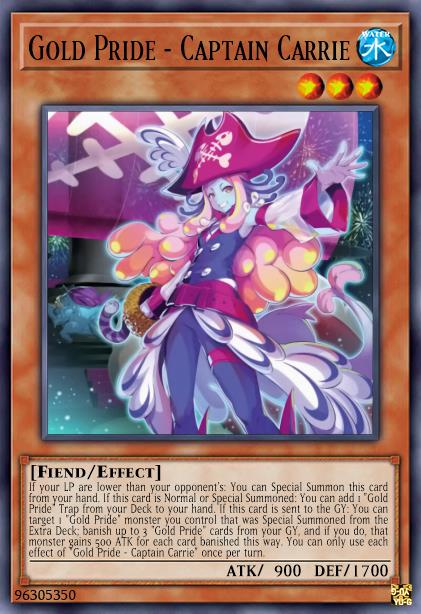 Gold Pride - Captain Carrie
WATER
水
[Fiend/Effect]
If your LP are lower than your opponent's: You can Special Summon this card
from your hand. If this card is Normal or Special Summoned: You can add 1 "Gold
Pride" Trap from your Deck to your hand. If this card is sent to the GY: You can
target 1 "Gold Pride" monster you control that was Special Summoned from the
Extra Deck; banish up to 3 "Gold Pride" cards from your GY, and if you do, that
monster gains 500 ATK for each card banished this way. You can only use each
effect of "Gold Pride - Captain Carrie" once per turn.
ATK/ 900 DEF/1700
96305350